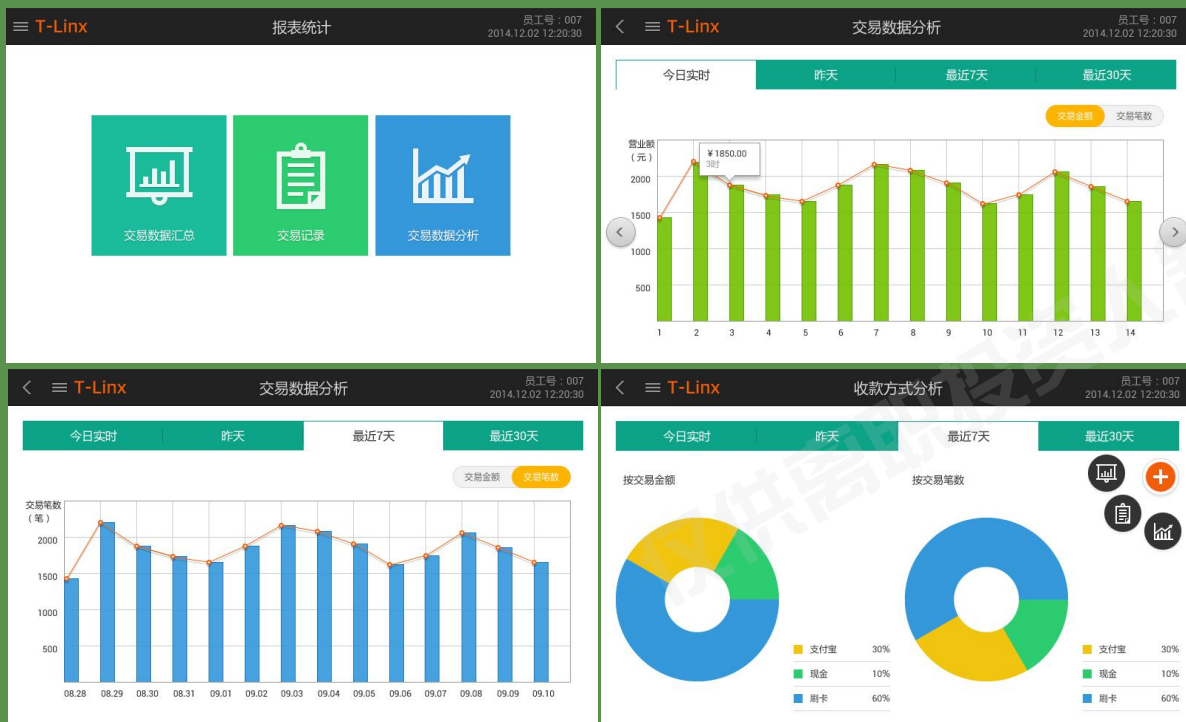 T-Linx
报表统计
员工号：007
2014.12.02 12:20:30
交易数据汇总
交易记录
交易数据分析
T-Linx
交易数据分析
员工号：007
2014.12.02 12:20:30
今日实时
昨天
最近7天
最近30天
交易金额
交易笔数
营业额
（元）
¥1850.00
3时
2000
1500
1000
500
1 2 3 4 5 6 7 8 9 10 11 12 13 14
T-Linx
交易数据分析
员工号：007
2014.12.02 12:20:30
今日实时
昨天
最近7天
最近30天
交易金额
交易笔数
交易笔数
（笔）
2000
1500
1000
500
08.28 08.29 08.30 08.31 09.01 09.02 09.03 09.04 09.05 09.06 09.07 09.08 09.09 09.10
T-Linx
收款方式分析
员工号：007
2014.12.02 12:20:30
今日实时
昨天
最近7天
最近30天
按交易金额
支付宝 30%
现金 10%
刷卡 60%
按交易笔数
支付宝 30%
现金 10%
刷卡 60%